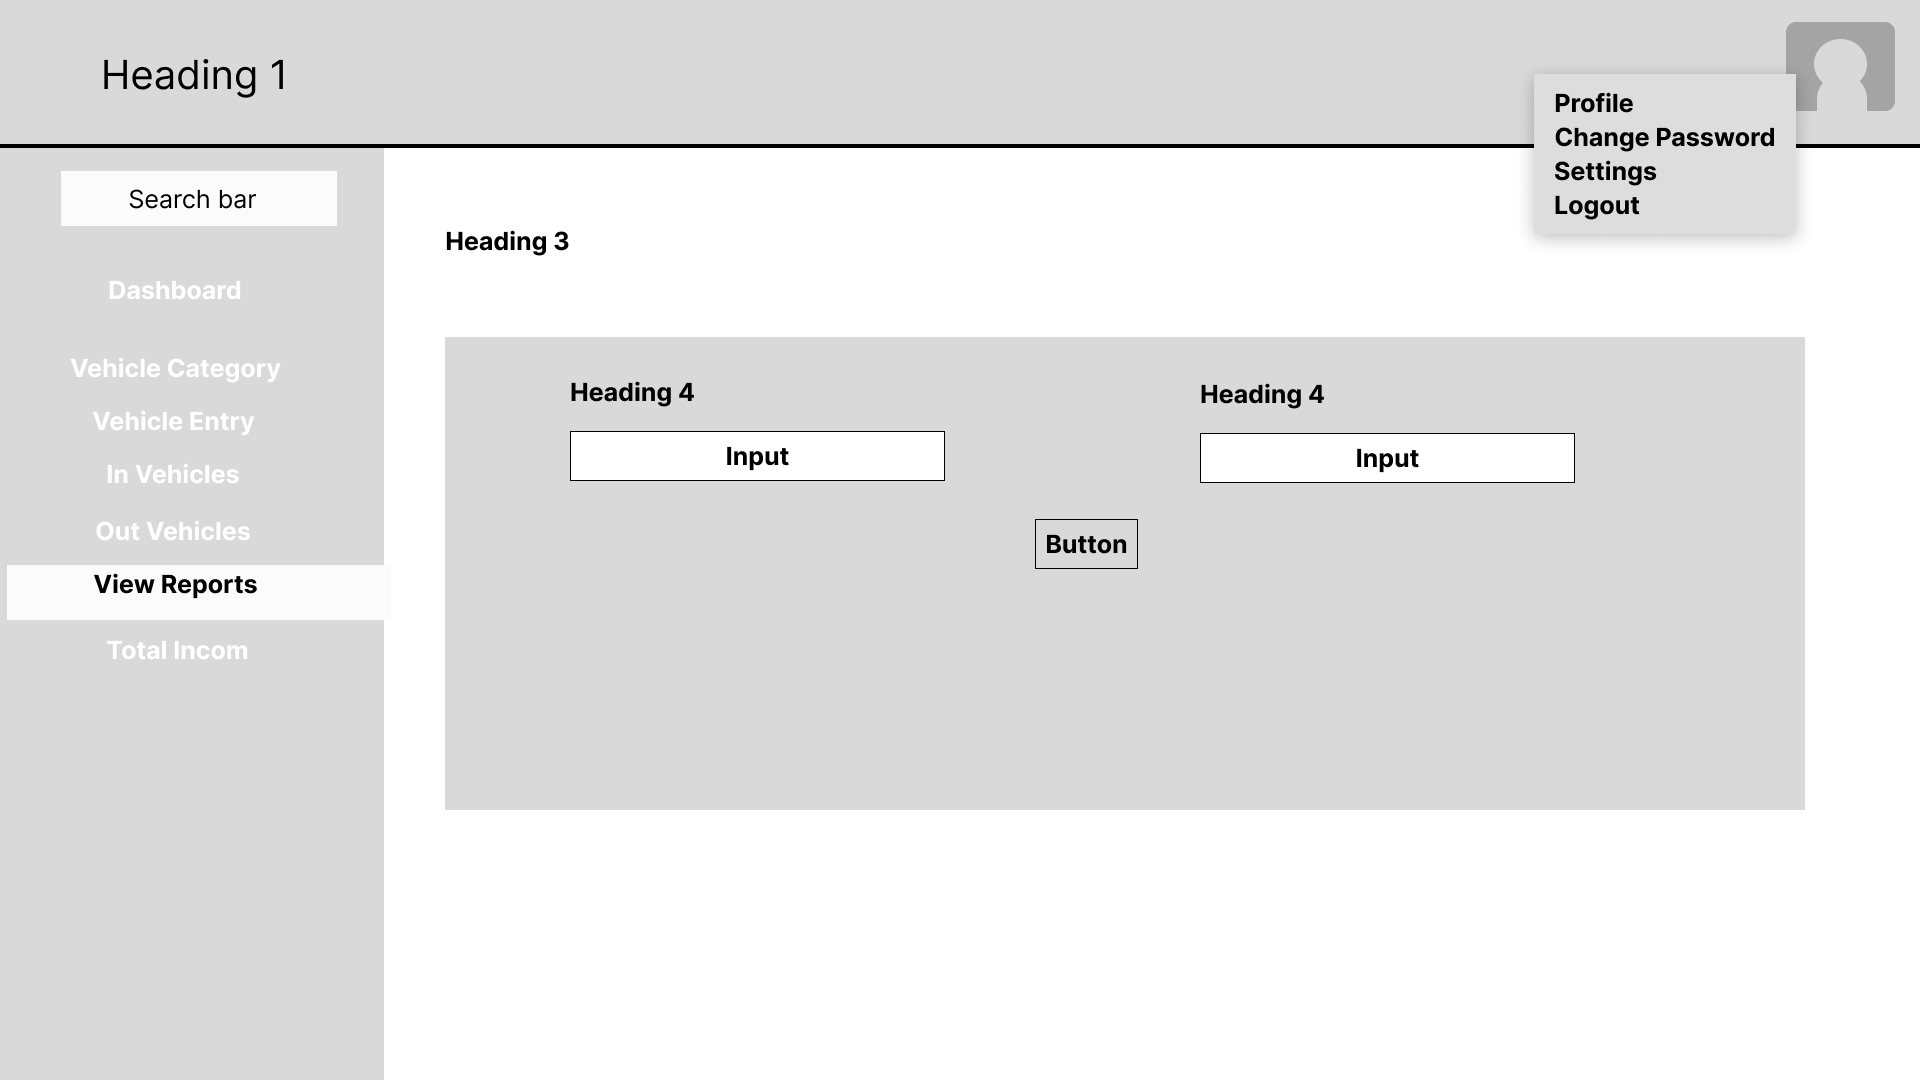 Heading 1
Profile
Change Password
Settings
Logout
Search bar
Dashboard
Vehicle Category
Vehicle Entry
In Vehicles
Out Vehicles
View Reports
Total Incom
Heading 3
Heading 4
Input
Heading 4
Input
Button